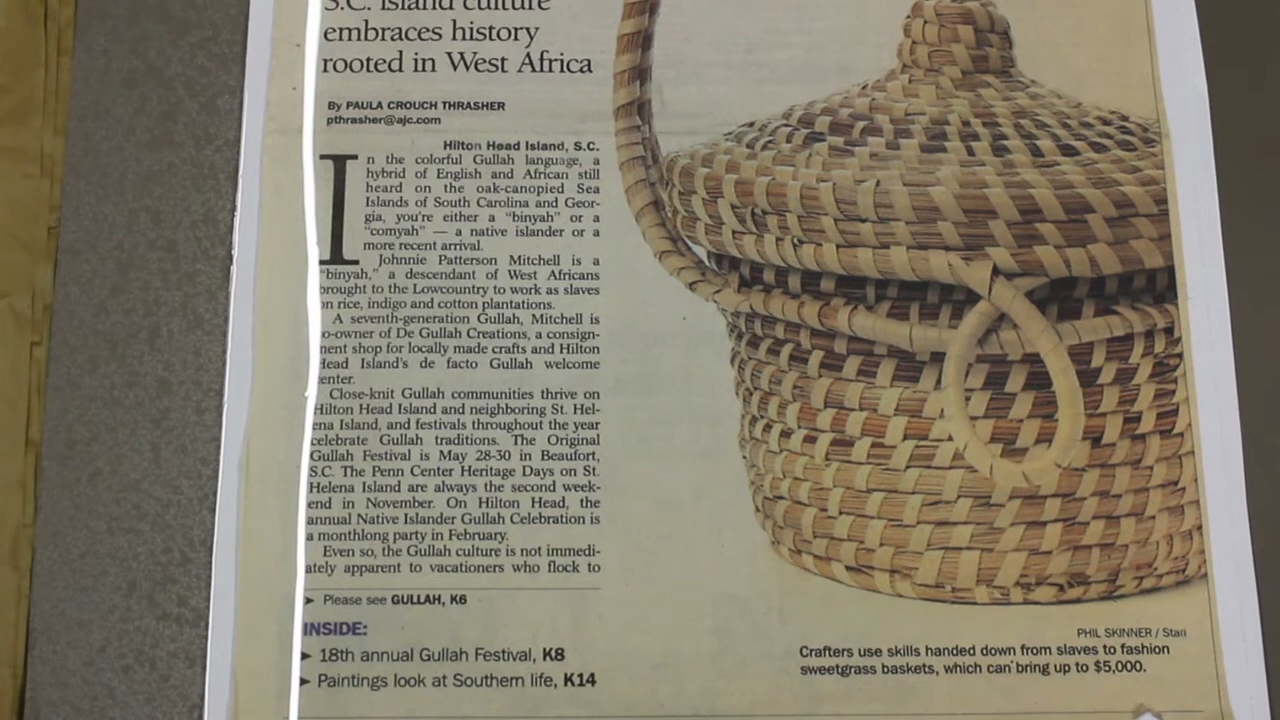 S.C. Island culture
embraces history
rooted in West Africa
By PAULA CROUCH THRASHER
pthrasher@ajc.com
Hilton Head Island, S.C.
In the colorful Gullah language, a
hybrid of English and African still
heard on the oak-canopied Sea
Islands of South Carolina and Geor-
gia, you're either a "binyah" or a
"comyah" — a native islander or a
more recent arrival.
Johnnie Patterson Mitchell is a
"binyah," a descendant of West Africans
brought to the Lowcountry to work as slaves
on rice, indigo and cotton plantations.
A seventh-generation Gullah, Mitchell is
co-owner of De Gullah Creations, a consign-
ment shop for locally made crafts and Hilton
Head Island's de facto Gullah welcome
center.
Close-knit Gullah communities thrive on
Hilton Head Island and neighboring St. Hel-
ena Island, and festivals throughout the year
celebrate Gullah traditions. The Original
Gullah Festival is May 28-30 in Beaufort,
S.C. The Penn Center Heritage Days on St.
Helena Island are always the second week-
end in November. On Hilton Head, the
annual Native Islander Gullah Celebration is
a monthlong party in February.
Even so, the Gullah culture is not immedi-
ately apparent to vacationers who flock to
➤ Please see GULLAH, K6
INSIDE:
➤ 18th annual Gullah Festival, K8
➤ Paintings look at Southern life, K14
PHIL SKINNER /
Crafters use skills handed down from slaves to fashion
sweetgrass baskets, which can bring up to $5,000.